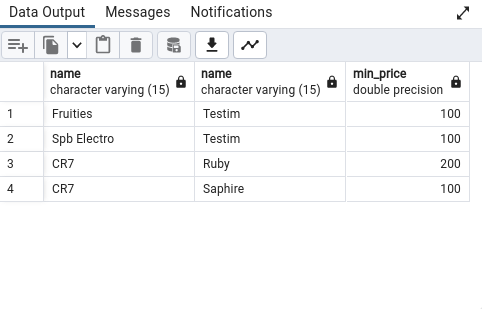 Data Output Messages Notifications
name name min_price
character varying (15) character varying (15) double precision
1 Fruities Testim 100
2 Spb Electro Testim 100
3 CR7 Ruby 200
4 CR7 Saphire 100